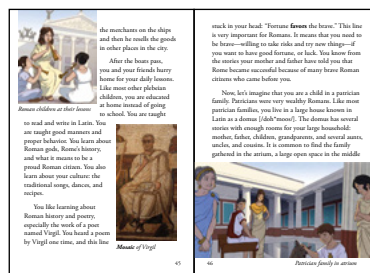 the merchants on the ships
and then he resells the goods
in other places in the city.
After the boats pass,
you and your friends hurry
home for your daily lessons.
Most other plebeian
children, you are educated
at home instead of going
to school. You are taught
Roman children at their lessons
to read and write in Latin. You
are taught good manners and
proper behavior. You learn about
Roman gods, Rome's history,
and what it means to be a
proud Roman citizen. You also
learn about your culture: the
traditional songs, dances, and
recipes.
You like learning about
Roman history and poetry,
especially the work of a poet
named Virgil. You heard a poem
by Virgil one time, and this line
Mosaic of Virgil
45
stuck in your head: "Fortune favors the brave." This line
is very important for Romans. It means that you need to
be brave—willing to take risks and try new things—if
you want to have good fortune, or luck. You know from
the stories your mother and father have told you that
Rome became successful because of many brave Roman
citizens who came before you.
Now, let's imagine that you are a child in a patrician
family. Patricians were very wealthy Romans. Like most
patrician families, you live in a large house known in
Latin as a domus [/doh*moos/]. The domus has several
stories with enough rooms for your large household:
mother, father, children, grandparents, and several aunts,
uncles, and cousins. It is common to find the family
gathered in the atrium, a large open space in the middle
46
Patrician family in atrium